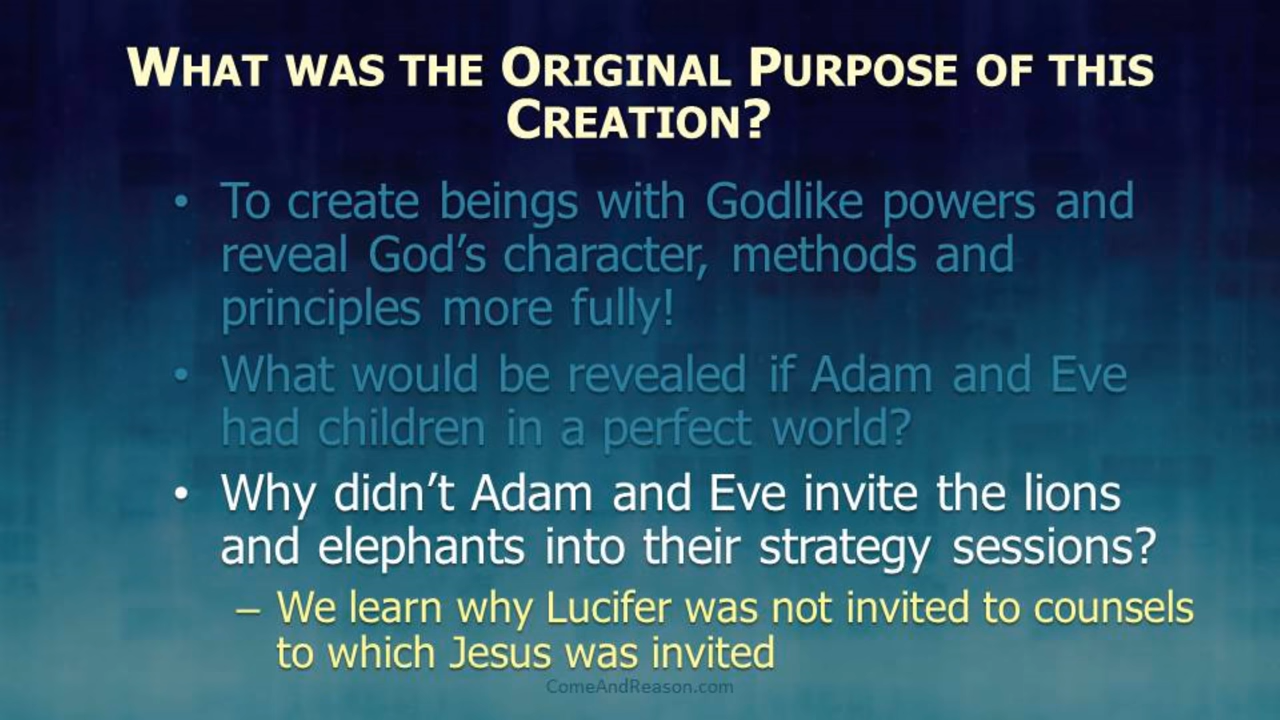 WHAT WAS THE ORIGINAL PURPOSE OF THIS
CREATION?
• To create beings with Godlike powers and
reveal God’s character, methods and
principles more fully!
• What would be revealed if Adam and Eve
had children in a perfect world?
• Why didn’t Adam and Eve invite the lions
and elephants into their strategy sessions?
– We learn why Lucifer was not invited to counsels
to which Jesus was invited
ComeAndReason.com